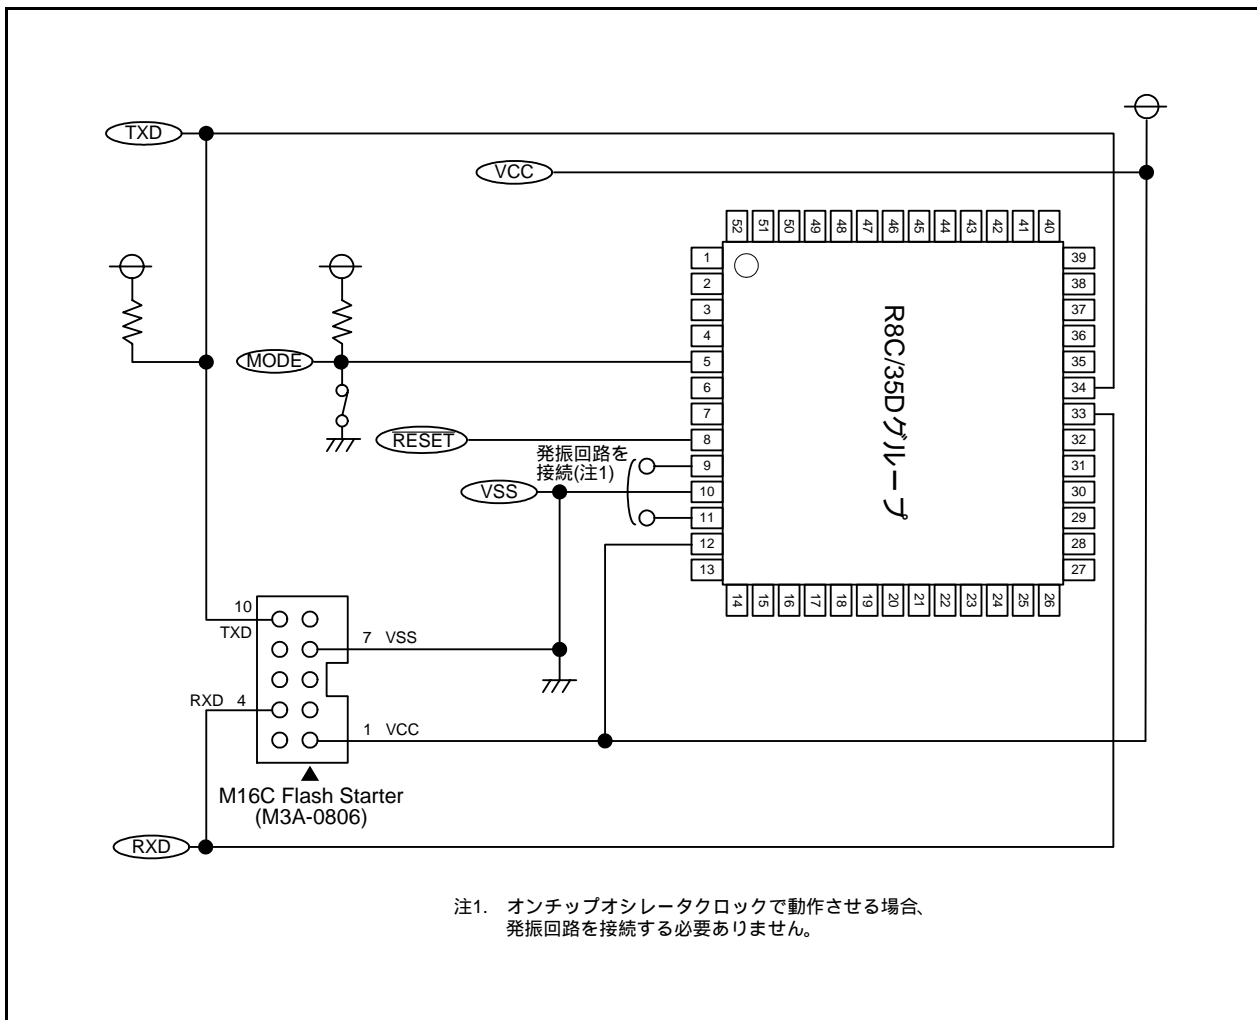 TXD
VCC
52 51 50 49 48 47 46 45 44 43 42 41 40
1
2
3
4
5
6
7
8
9
10
11
12
13
39
38
37
36
35
34
33
32
31
30
29
28
27
14 15 16 17 18 19 20 21 22 23 24 25 26
R8C/35Dグループ
MODE
RESET
発振回路を
接続(注1)
VSS
10
TXD
7 VSS
RXD 4
1 VCC
M16C Flash Starter
(M3A-0806)
RXD
注1. オンチップオシレータクロックで動作させる場合、
発振回路を接続する必要ありません。